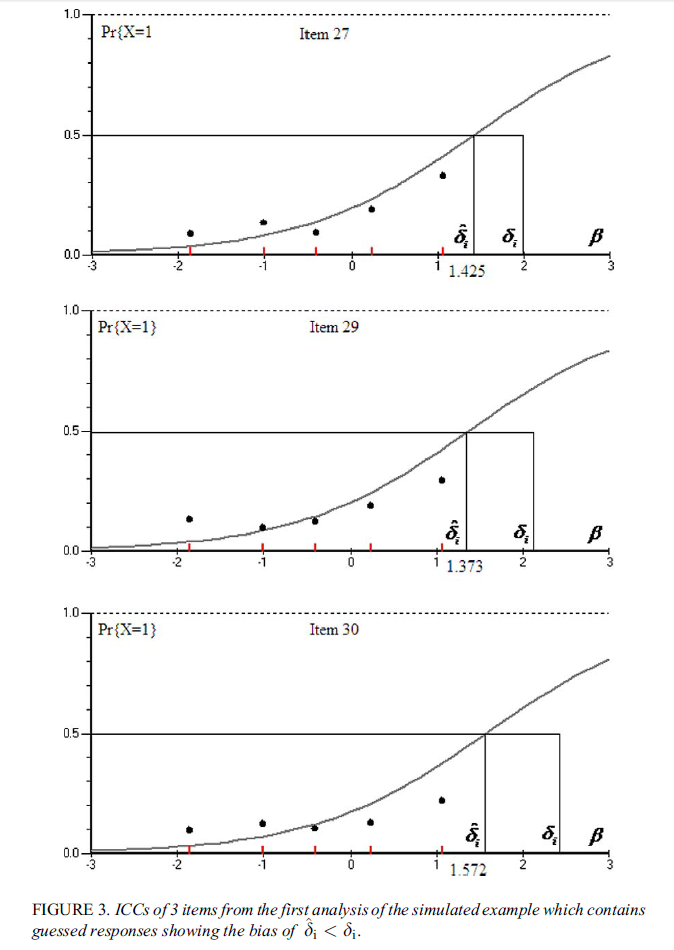 1.0
Pr{X=1
Item 27
0.5
0.0
δ̂ᵢ δᵢ β
-3 -2 -1 0 1 2 3
1.425
1.0
Pr{X=1}
Item 29
0.5
0.0
δ̂ᵢ δᵢ β
-3 -2 -1 0 1 2 3
1.373
1.0
Pr{X=1}
Item 30
0.5
0.0
δ̂ᵢ δᵢ β
-3 -2 -1 0 1 2 3
1.572
FIGURE 3. ICCs of 3 items from the first analysis of the simulated example which contains
guessed responses showing the bias of δ̂ᵢ < δᵢ.